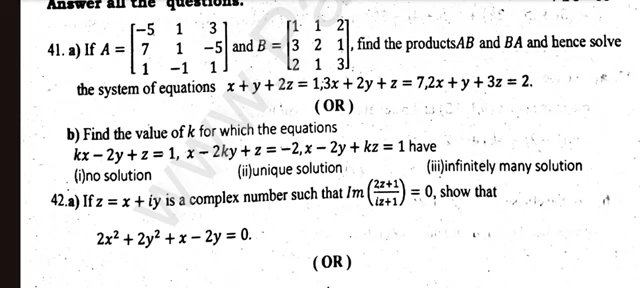 Answer all the questions.
41. a) If A = [-5 1 3; 7 1 -5; 1 -1 1] and B = [1 1 2; 3 2 1; 2 1 3], find the productsAB and BA and hence solve
the system of equations x + y + 2z = 1,3x + 2y + z = 7,2x + y + 3z = 2.
(OR)
b) Find the value of k for which the equations
kx – 2y + z = 1, x – 2ky + z = –2, x – 2y + kz = 1 have
(i)no solution (ii)unique solution (iii)infinitely many solution
42.a) If z = x + iy is a complex number such that Im((2z+1)/(iz+1)) = 0, show that
2x² + 2y² + x – 2y = 0.
(OR)